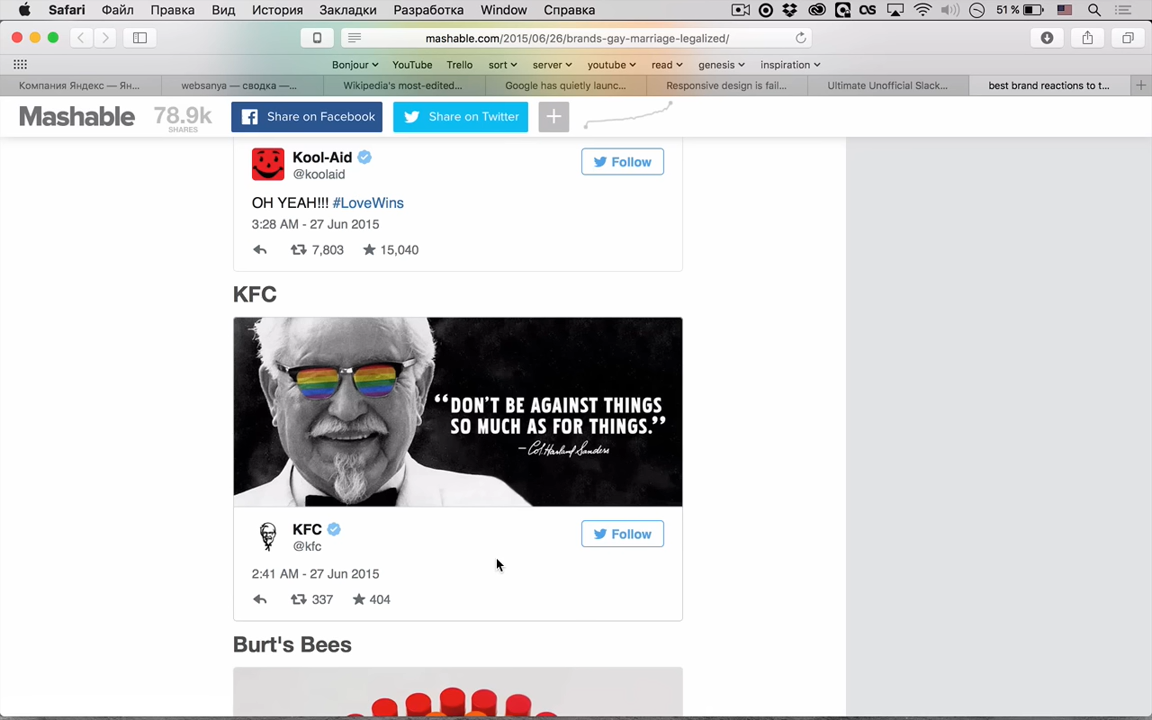 Safari Файл Правка Вид История Закладки Разработка Window Справка 51 %
mashable.com/2015/06/26/brands-gay-marriage-legalized/
Bonjour YouTube Trello sort server youtube read genesis inspiration
Компания Яндекс — Ян... websanya — сводка —... Wikipedia's most-edited... Google has quietly launc... Responsive design is fail... Ultimate Unofficial Slack... best brand reactions to t...
Mashable 78.9k SHARES Share on Facebook Share on Twitter
Kool-Aid
@koolaid
Follow
OH YEAH!!! #LoveWins
3:28 AM - 27 Jun 2015
7,803 15,040
KFC
“DON'T BE AGAINST THINGS
SO MUCH AS FOR THINGS.”
—Col. Harland Sanders
KFC
@kfc
Follow
2:41 AM - 27 Jun 2015
337 404
Burt's Bees